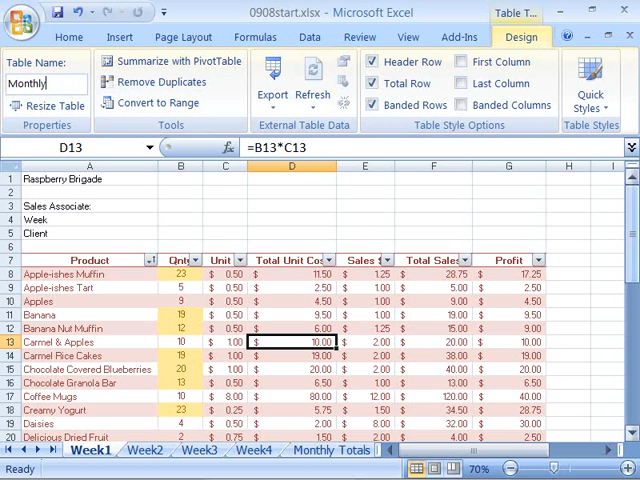 0908start.xlsx - Microsoft Excel
Table T...
Home Insert Page Layout Formulas Data Review View Add-Ins Design
Table Name:
Monthly
Resize Table
Properties
Summarize with PivotTable
Remove Duplicates
Convert to Range
Tools
Export Refresh
External Table Data
Header Row First Column
Total Row Last Column
Banded Rows Banded Columns
Table Style Options
Quick
Styles
Table Styles
D13 =B13*C13
A B C D E F G H I
1 Raspberry Brigade
2
3 Sales Associate:
4 Week
5 Client
6
7 Product Qnty Unit Total Unit Cos Sales $ Total Sales Profit
8 Apple-ishes Muffin 23 $ 0.50 $ 11.50 $ 1.25 $ 28.75 $ 17.25
9 Apple-ishes Tart 5 $ 0.50 $ 2.50 $ 1.00 $ 5.00 $ 2.50
10 Apples 9 $ 0.50 $ 4.50 $ 1.00 $ 9.00 $ 4.50
11 Banana 19 $ 0.50 $ 9.50 $ 1.00 $ 19.00 $ 9.50
12 Banana Nut Muffin 12 $ 0.50 $ 6.00 $ 1.25 $ 15.00 $ 9.00
13 Carmel & Apples 10 $ 1.00 $ 10.00 $ 2.00 $ 20.00 $ 10.00
14 Carmel Rice Cakes 19 $ 1.00 $ 19.00 $ 2.00 $ 38.00 $ 19.00
15 Chocolate Covered Blueberries 20 $ 1.00 $ 20.00 $ 2.00 $ 40.00 $ 20.00
16 Chocolate Granola Bar 13 $ 0.50 $ 6.50 $ 1.00 $ 13.00 $ 6.50
17 Coffee Mugs 10 $ 8.00 $ 80.00 $ 12.00 $ 120.00 $ 40.00
18 Creamy Yogurt 23 $ 0.25 $ 5.75 $ 1.50 $ 34.50 $ 28.75
19 Daisies 4 $ 0.50 $ 2.00 $ 8.00 $ 32.00 $ 30.00
20 Delicious Dried Fruit 2 $ 0.75 $ 1.50 $ 2.00 $ 4.00 $ 2.50
Week1 Week2 Week3 Week4 Monthly Totals
Ready 70%